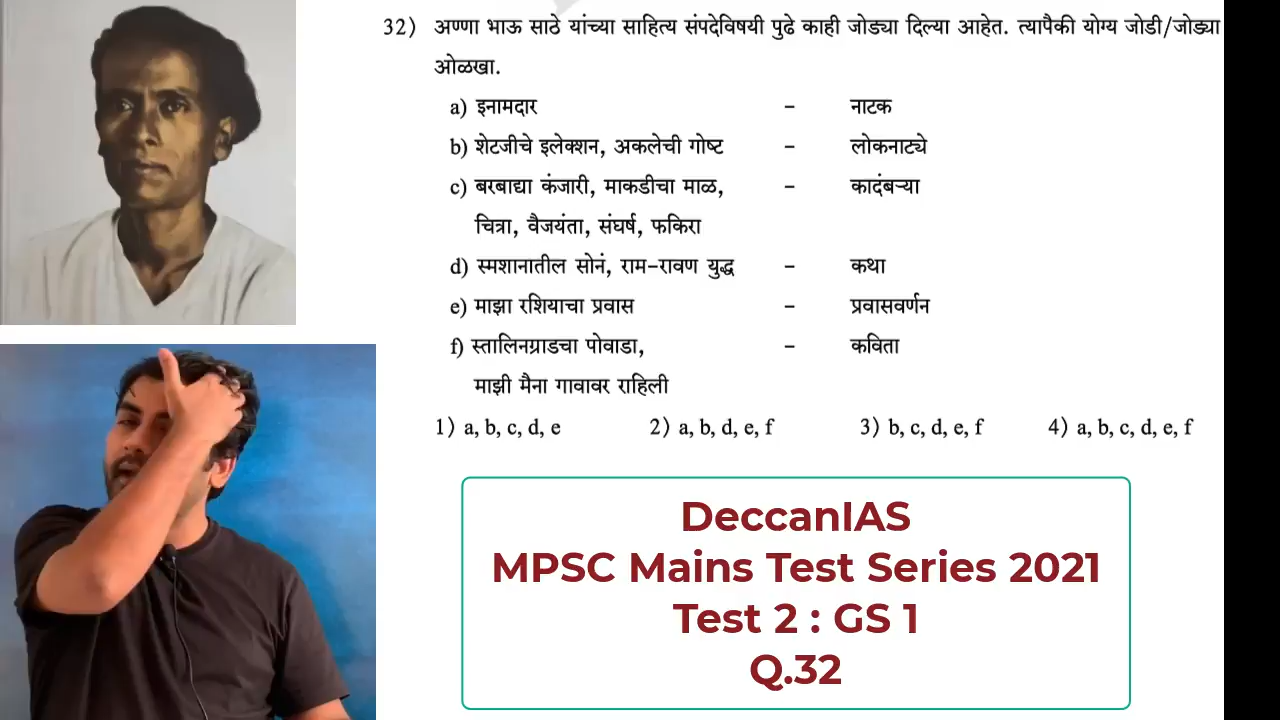 32) अण्णा भाऊ साठे यांच्या साहित्य संपदेविषयी पुढे काही जोड्या दिल्या आहेत. त्यापैकी योग्य जोडी/जोड्या
ओळखा.
a) इनामदार – नाटक
b) शेटजीचे इलेक्शन, अकलेची गोष्ट – लोकनाट्ये
c) बरबाद्या कंजारी, माकडीचा माळ, – कादंबऱ्या
चित्रा, वैजयंता, संघर्ष, फकिरा
d) स्मशानातील सोनं, राम-रावण युद्ध – कथा
e) माझा रशियाचा प्रवास – प्रवासवर्णन
f) स्तालिनग्राडचा पोवाडा, – कविता
माझी मैना गावावर राहिली
1) a, b, c, d, e 2) a, b, d, e, f 3) b, c, d, e, f 4) a, b, c, d, e, f
DeccanIAS
MPSC Mains Test Series 2021
Test 2 : GS 1
Q.32